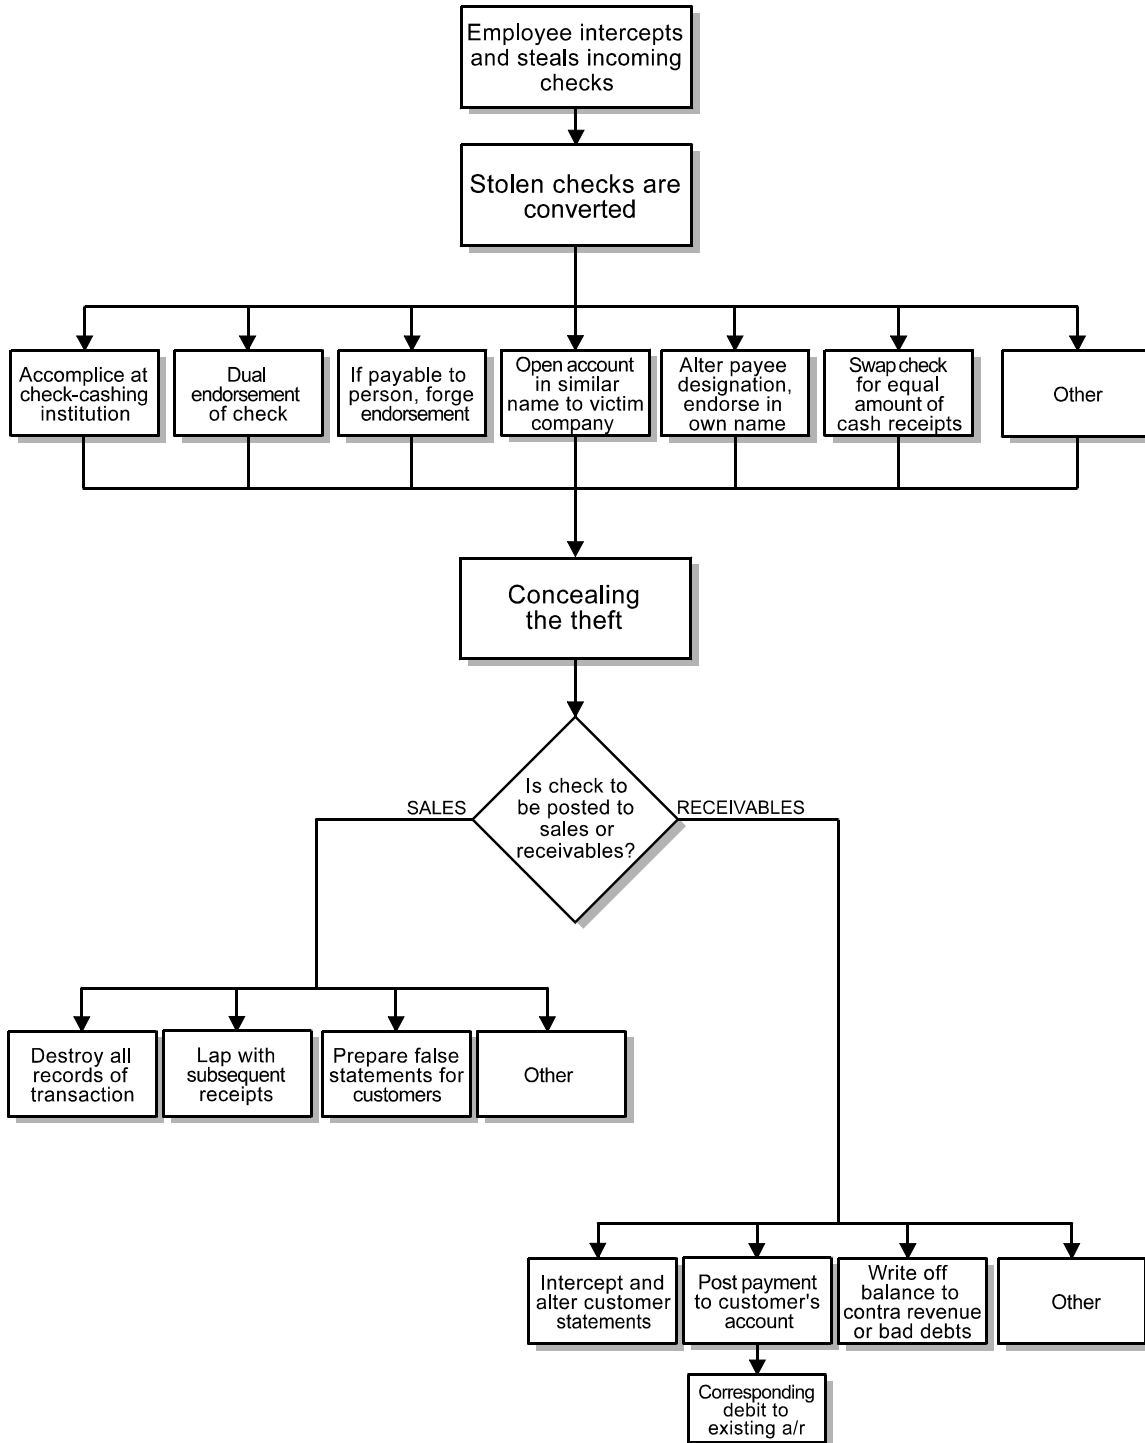 Employee intercepts
and steals incoming
checks
Stolen checks are
converted
Accomplice at
check-cashing
institution
Dual
endorsement
of check
If payable to
person, forge
endorsement
Open account
in similar
name to victim
company
Alter payee
designation,
endorse in
own name
Swap check
for equal
amount of
cash receipts
Other
Concealing
the theft
Is check to
be posted to
sales or
receivables?
SALES
RECEIVABLES
Destroy all
records of
transaction
Lap with
subsequent
receipts
Prepare false
statements for
customers
Other
Intercept and
alter customer
statements
Post payment
to customer's
account
Write off
balance to
contra revenue
or bad debts
Other
Corresponding
debit to
existing a/r